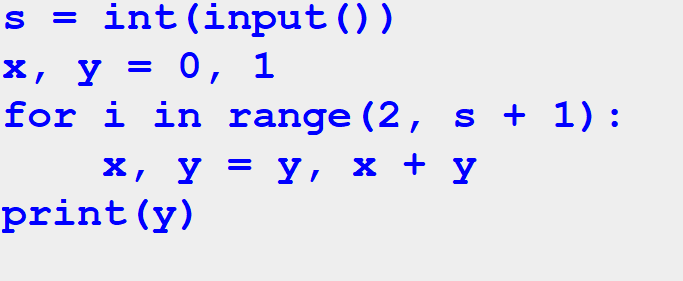 s = int(input())
x, y = 0, 1
for i in range(2, s + 1):
    x, y = y, x + y
print(y)